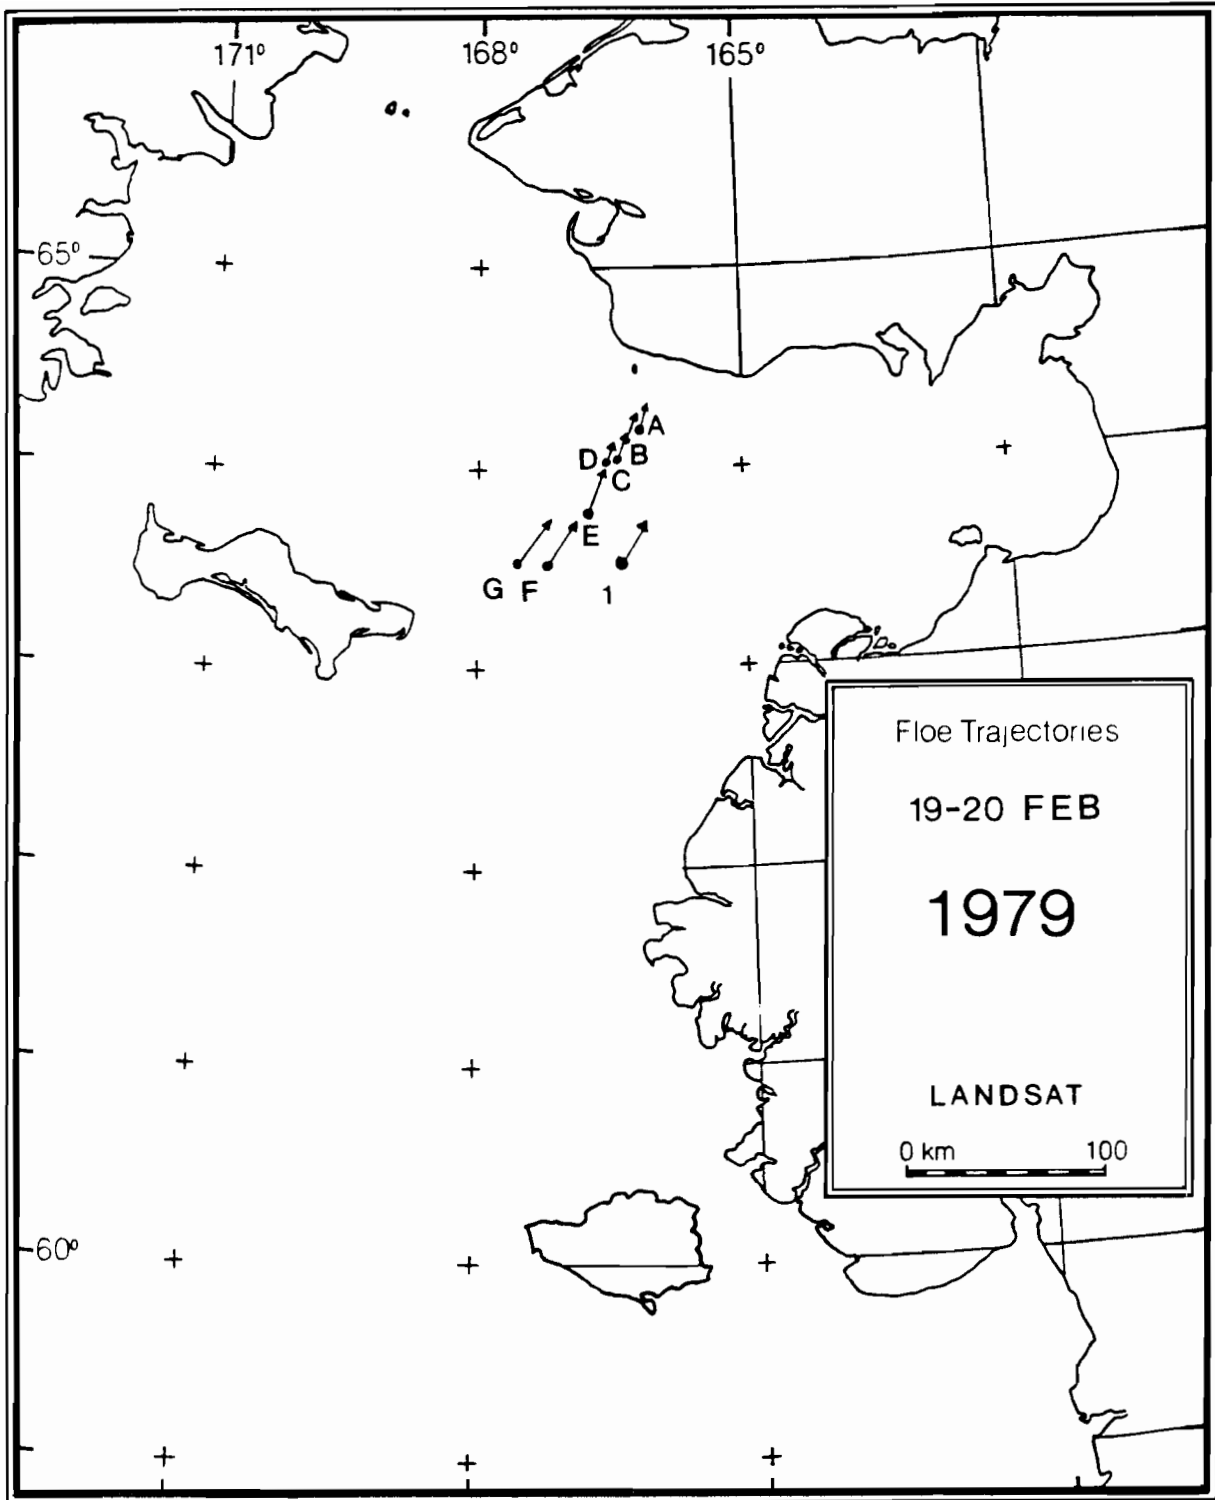 171° 168° 165°
65°
A
D B
C
E
G F 1
Floe Trajectories
19-20 FEB
1979
LANDSAT
0 km 100
60°